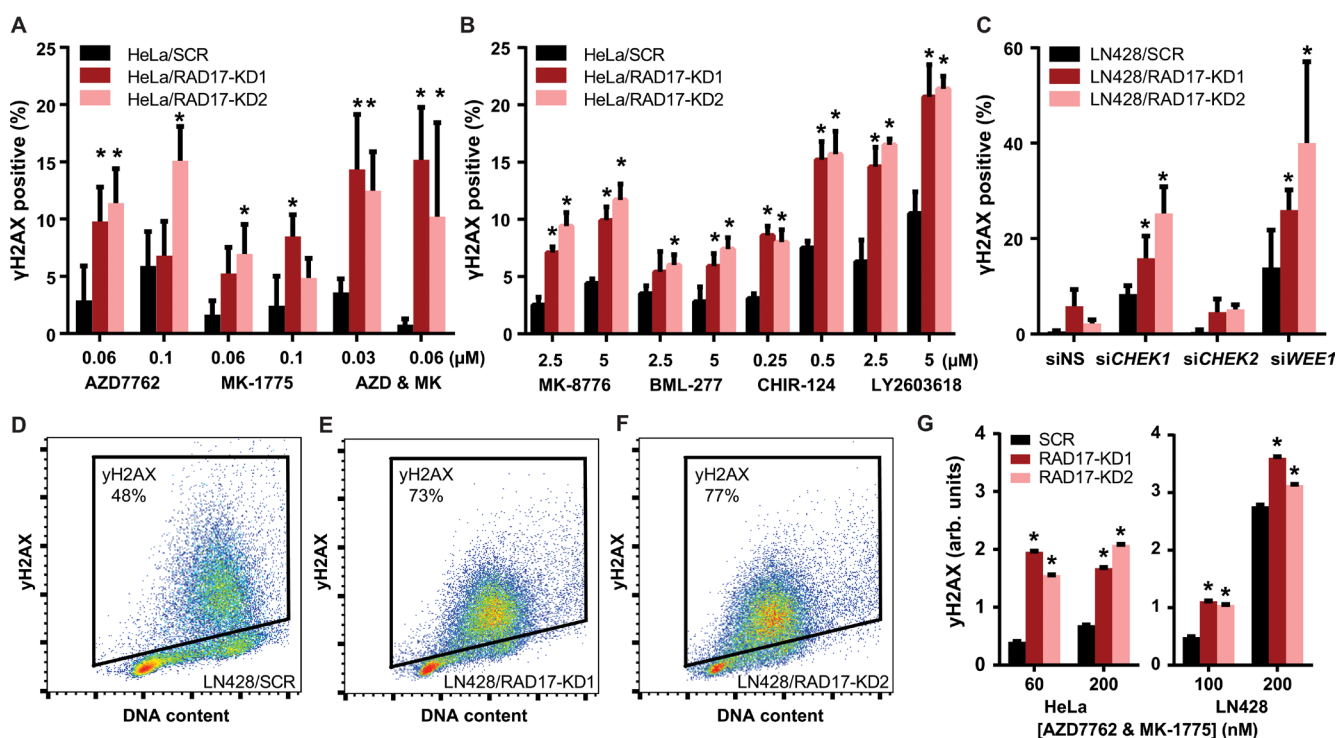 A
HeLa/SCR
HeLa/RAD17-KD1
HeLa/RAD17-KD2
γH2AX positive (%)
25
20
15
10
5
0
* * * * * ** * *
0.06 0.1 0.06 0.1 0.03 0.06 (μM)
AZD7762 MK-1775 AZD & MK
B
HeLa/SCR
HeLa/RAD17-KD1
HeLa/RAD17-KD2
γH2AX positive (%)
25
20
15
10
5
0
* * * * * * * * * * * * * * *
2.5 5 2.5 5 0.25 0.5 2.5 5 (μM)
MK-8776 BML-277 CHIR-124 LY2603618
C
LN428/SCR
LN428/RAD17-KD1
LN428/RAD17-KD2
γH2AX positive (%)
60
40
20
0
* * * *
siNS siCHEK1 siCHEK2 siWEE1
D
yH2AX
yH2AX
48%
LN428/SCR
DNA content
E
yH2AX
yH2AX
73%
LN428/RAD17-KD1
DNA content
F
yH2AX
yH2AX
77%
LN428/RAD17-KD2
DNA content
G
SCR
RAD17-KD1
RAD17-KD2
yH2AX (arb. units)
4
3
2
1
0
* * * *
60 200
HeLa
4
3
2
1
0
* * * *
100 200
LN428
[AZD7762 & MK-1775] (nM)